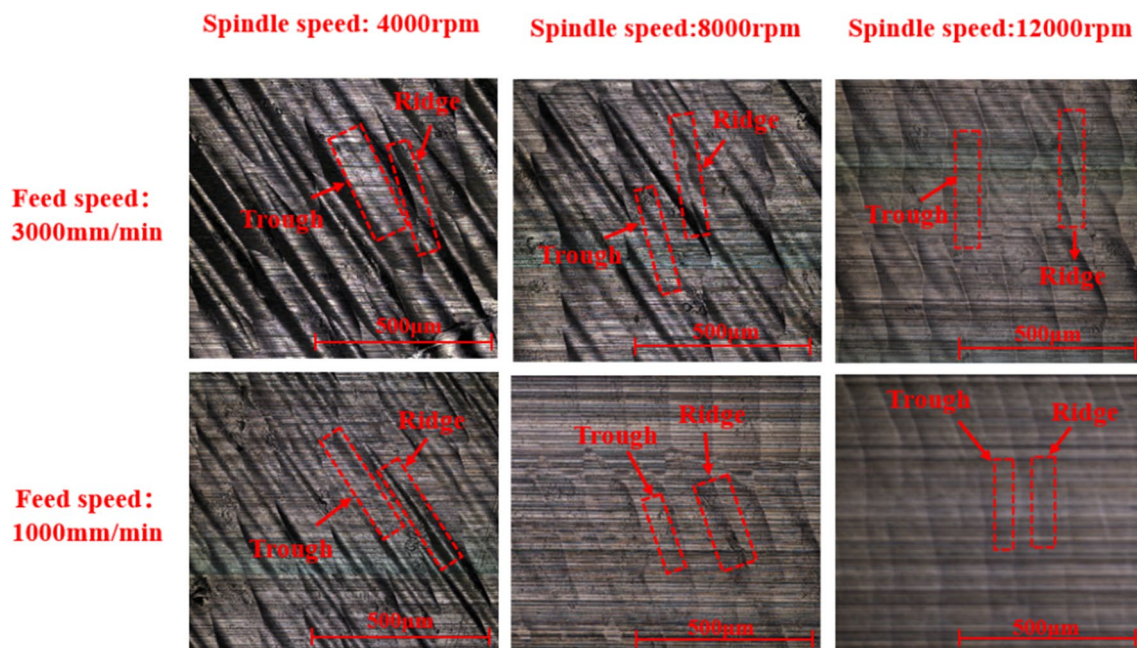 Spindle speed: 4000rpm
Spindle speed:8000rpm
Spindle speed:12000rpm
Feed speed:
3000mm/min
Ridge
Trough
500μm
Ridge
Trough
500μm
Trough
Ridge
500μm
Feed speed:
1000mm/min
Ridge
Trough
500μm
Ridge
Trough
500μm
Trough
Ridge
500μm